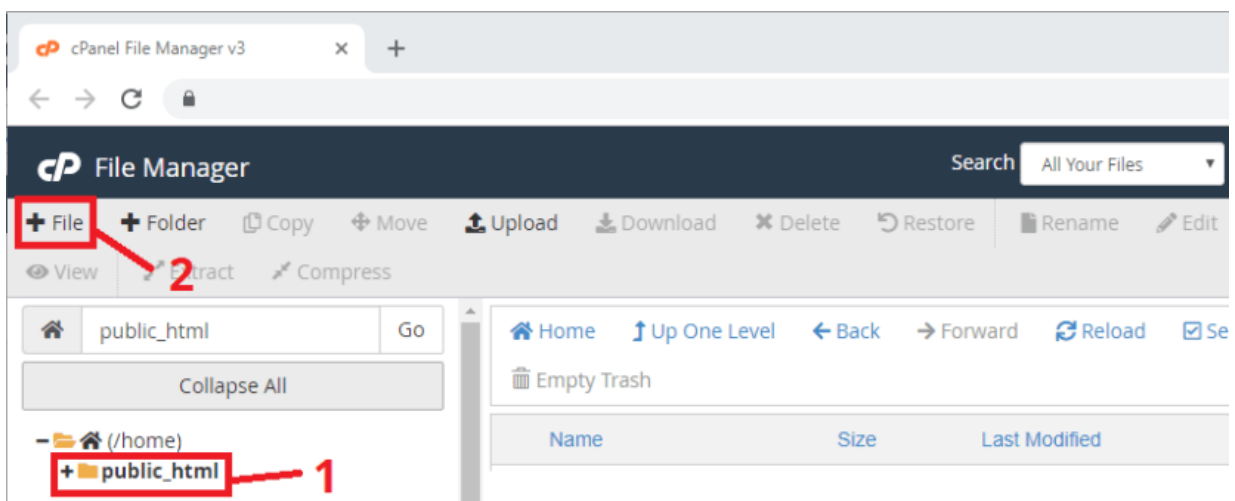 cPanel File Manager v3
cP File Manager Search All Your Files
+ File + Folder Copy Move Upload Download Delete Restore Rename Edit
View 2 Extract Compress
public_html Go Home Up One Level Back Forward Reload Se
Collapse All Empty Trash
(/home) Name Size Last Modified
+ public_html 1